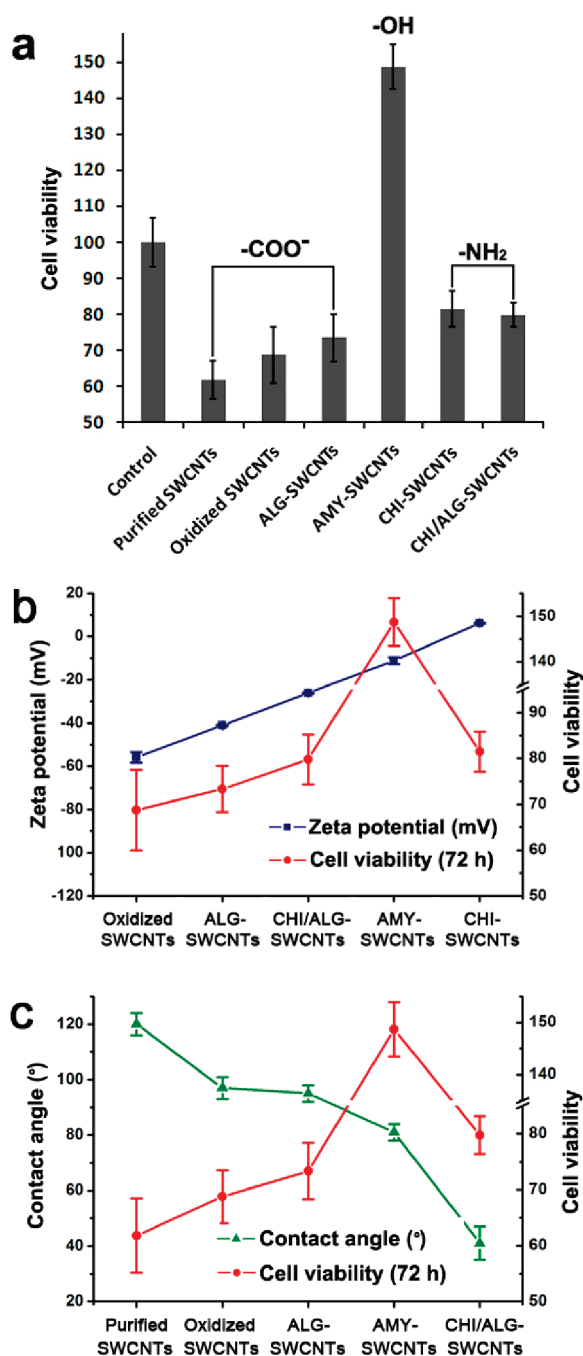 a
-OH
160
150
140
130
120
110
100
90
80
70
60
50
Cell viability
-COO⁻
-NH₂
Control
Purified SWCNTs
Oxidized SWCNTs
ALG-SWCNTs
AMY-SWCNTs
CHI-SWCNTs
CHI/ALG-SWCNTs
b
20
0
-20
-40
-60
-80
100
-120
Zeta potential (mV)
150
140
90
80
70
60
50
Cell viability
Zeta potential (mV)
Cell viability (72 h)
Oxidized
SWCNTs
ALG-
SWCNTs
CHI/ALG-
SWCNTs
AMY-
SWCNTs
CHI-
SWCNTs
c
120
100
80
60
40
20
Contact angle (°)
150
140
80
70
60
50
Cell viability
Contact angle (°)
Cell viability (72 h)
Purified
SWCNTs
Oxidized
SWCNTs
ALG-
SWCNTs
AMY-
SWCNTs
CHI/ALG-
SWCNTs